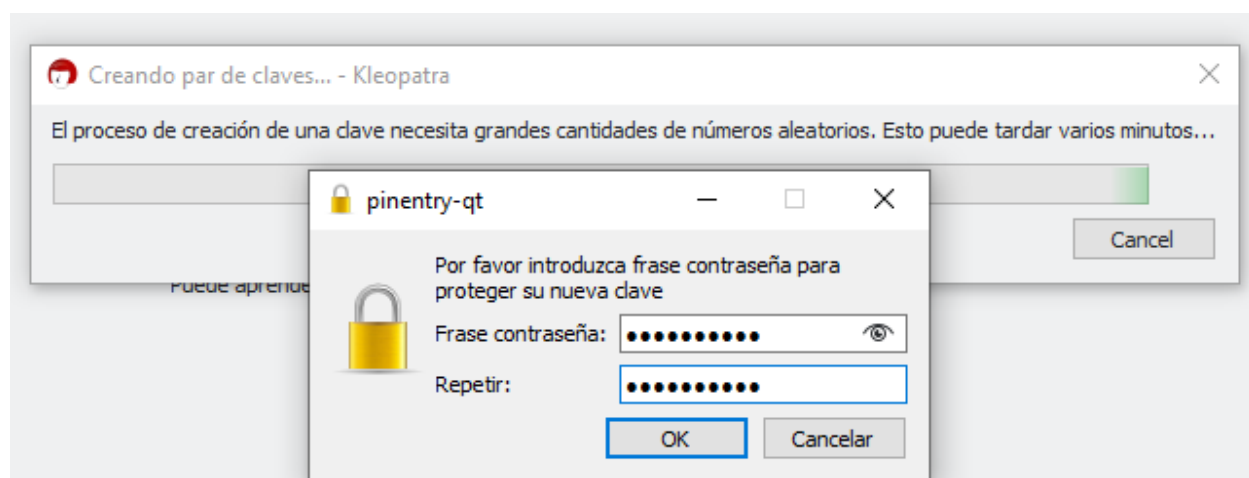 Creando par de claves... - Kleopatra
El proceso de creación de una clave necesita grandes cantidades de números aleatorios. Esto puede tardar varios minutos...
pinentry-qt
Cancel
Por favor introduzca frase contraseña para
proteger su nueva clave
Puede aprende
Frase contraseña: ●●●●●●●●●●
Repetir: ●●●●●●●●●●
OK Cancelar